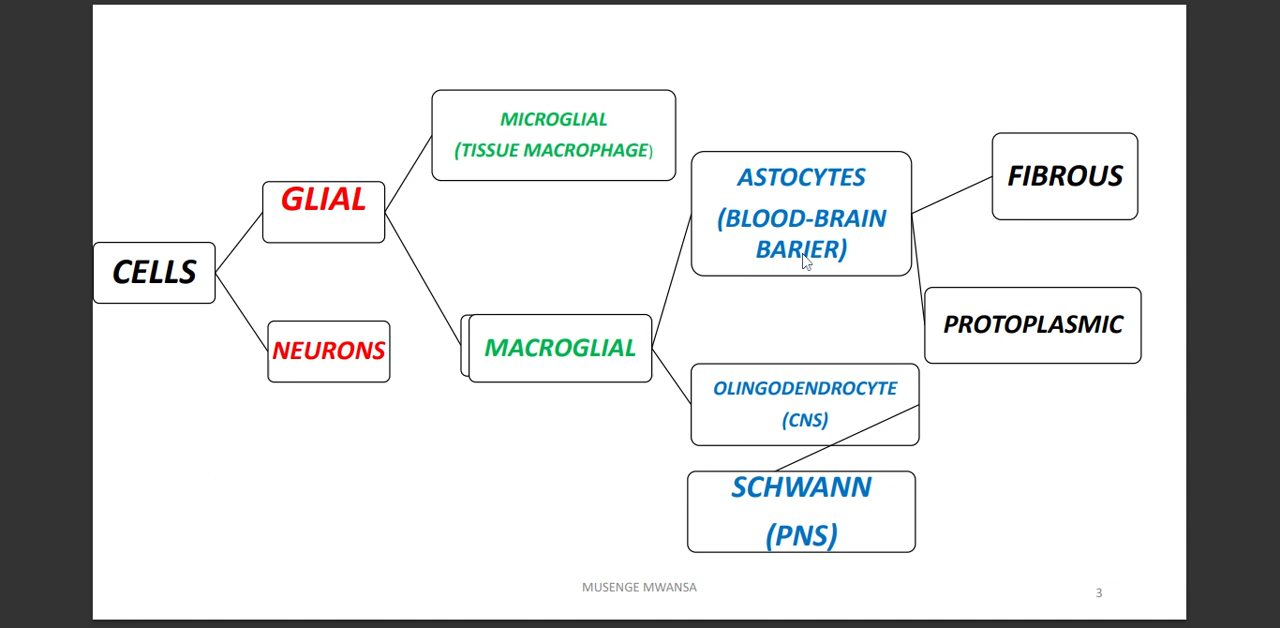 CELLS
GLIAL
NEURONS
MICROGLIAL
(TISSUE MACROPHAGE)
MACROGLIAL
ASTOCYTES
(BLOOD-BRAIN
BARIER)
OLINGODENDROCYTE
(CNS)
SCHWANN
(PNS)
FIBROUS
PROTOPLASMIC
MUSENGE MWANSA
3